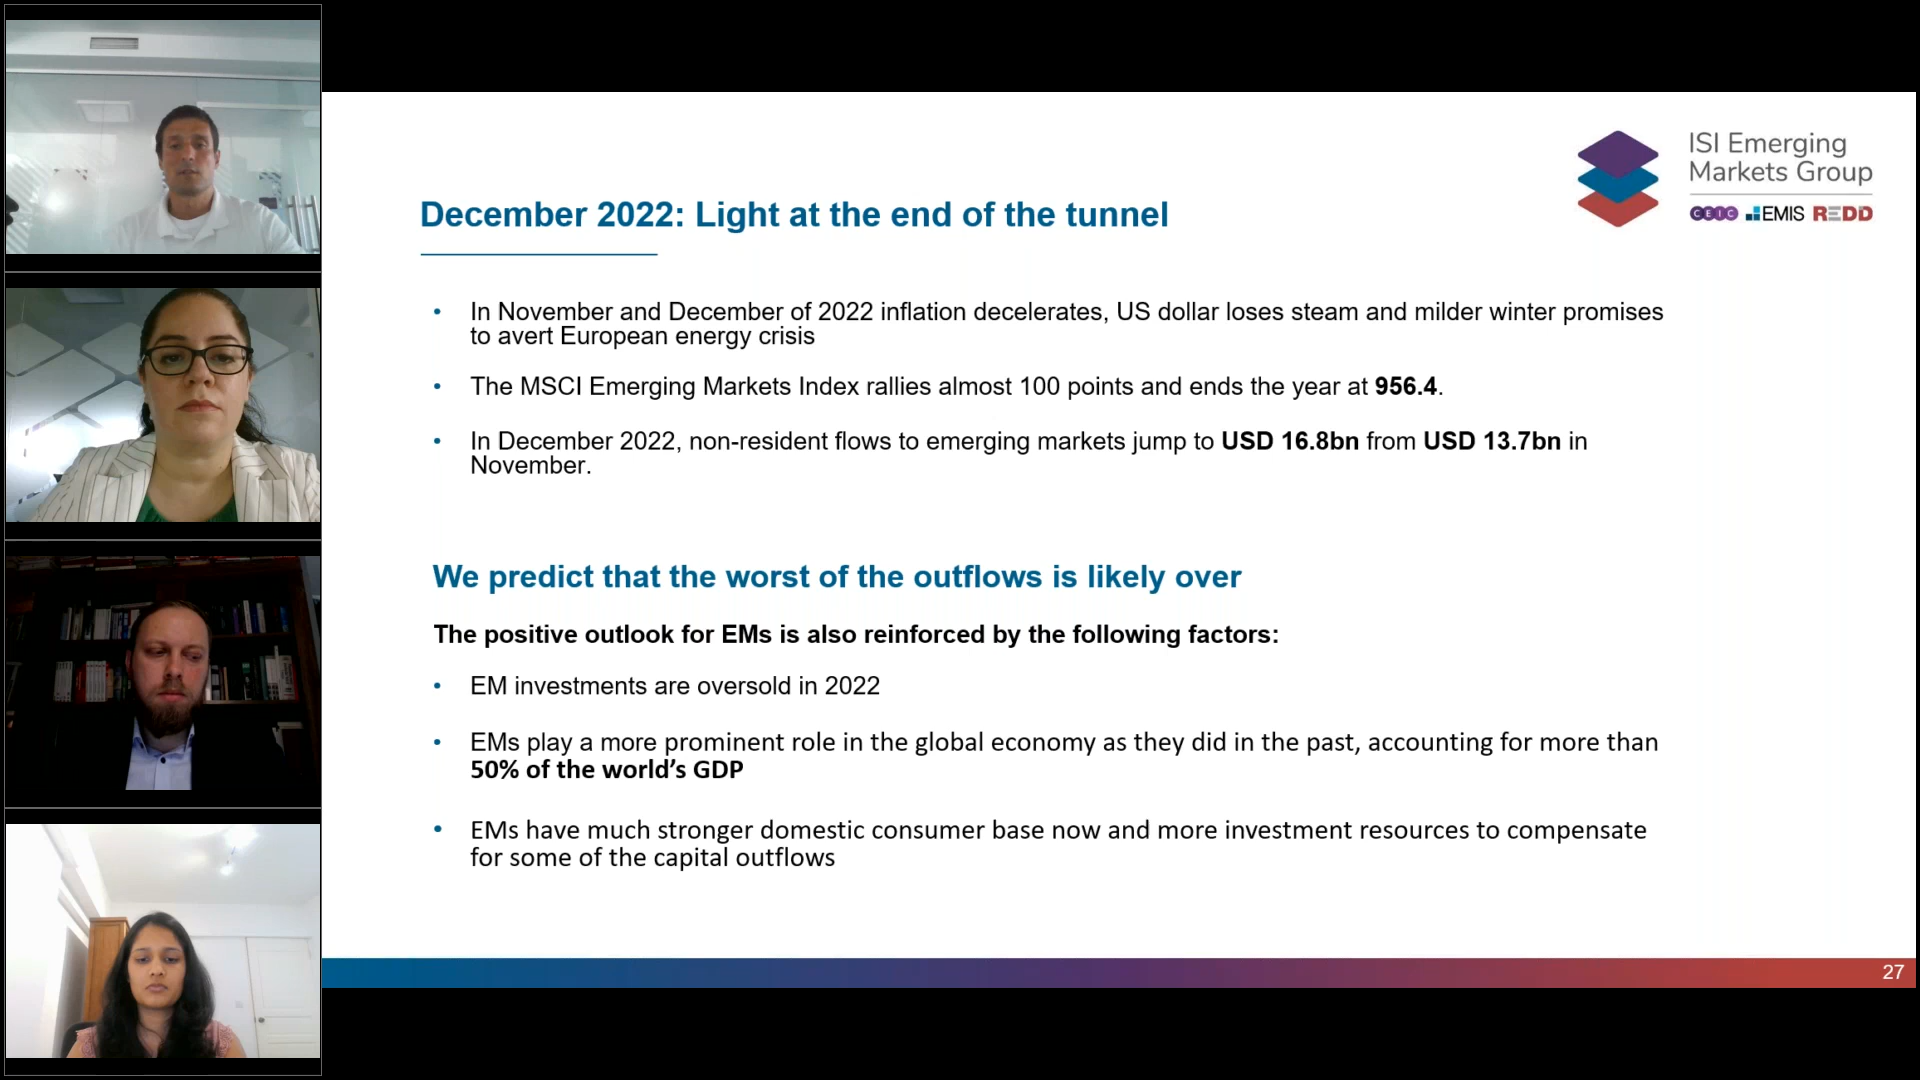 ISI Emerging
Markets Group
CEIC EMIS REDD
December 2022: Light at the end of the tunnel
• In November and December of 2022 inflation decelerates, US dollar loses steam and milder winter promises
to avert European energy crisis
• The MSCI Emerging Markets Index rallies almost 100 points and ends the year at 956.4.
• In December 2022, non-resident flows to emerging markets jump to USD 16.8bn from USD 13.7bn in
November.
We predict that the worst of the outflows is likely over
The positive outlook for EMs is also reinforced by the following factors:
• EM investments are oversold in 2022
• EMs play a more prominent role in the global economy as they did in the past, accounting for more than
50% of the world’s GDP
• EMs have much stronger domestic consumer base now and more investment resources to compensate
for some of the capital outflows
27